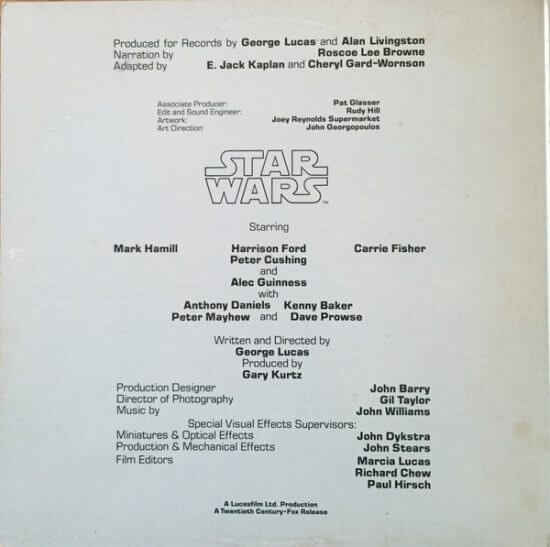 Produced for Records by George Lucas and Alan Livingston
Narration by Roscoe Lee Browne
Adapted by E. Jack Kaplan and Cheryl Gard-Wornson
Associate Producer: Pat Glasser
Edit and Sound Engineer: Rudy Hill
Artwork: Joey Reynolds Supermarket
Art Direction: John Georgopoulos
STAR
WARS™
Starring
Mark Hamill Harrison Ford Carrie Fisher
Peter Cushing
and
Alec Guinness
with
Anthony Daniels Kenny Baker
Peter Mayhew and Dave Prowse
Written and Directed by
George Lucas
Produced by
Gary Kurtz
Production Designer John Barry
Director of Photography Gil Taylor
Music by John Williams
Special Visual Effects Supervisors:
Miniatures & Optical Effects John Dykstra
Production & Mechanical Effects John Stears
Film Editors Marcia Lucas
Richard Chew
Paul Hirsch
A Lucasfilm Ltd. Production
A Twentieth Century-Fox Release